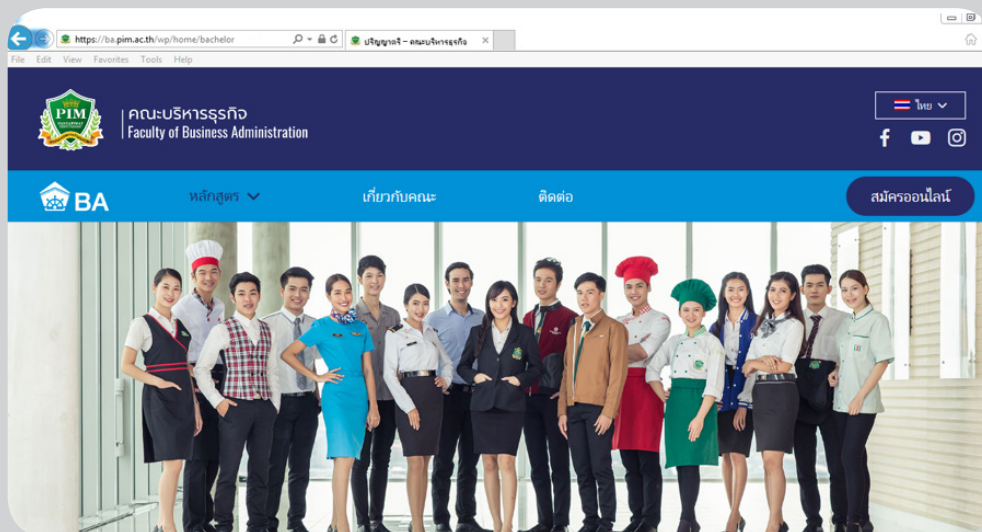 https://ba.pim.ac.th/wp/home/bachelor
ปริญญาตรี – คณะบริหารธุรกิจ
File Edit View Favorites Tools Help
PIM
คณะบริหารธุรกิจ
Faculty of Business Administration
ไทย
BA
หลักสูตร
เกี่ยวกับคณะ
ติดต่อ
สมัครออนไลน์